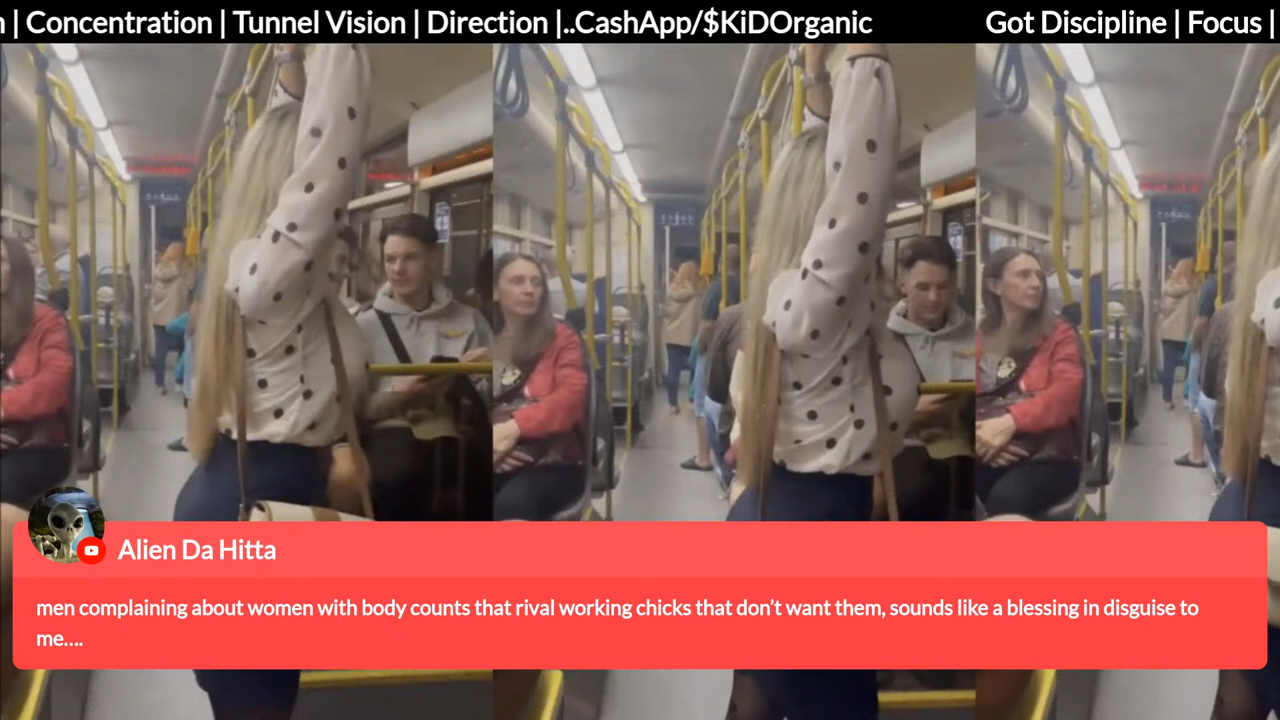 n | Concentration | Tunnel Vision | Direction |..CashApp/$KiDOrganic Got Discipline | Focus |
Alien Da Hitta
men complaining about women with body counts that rival working chicks that don’t want them, sounds like a blessing in disguise to
me....